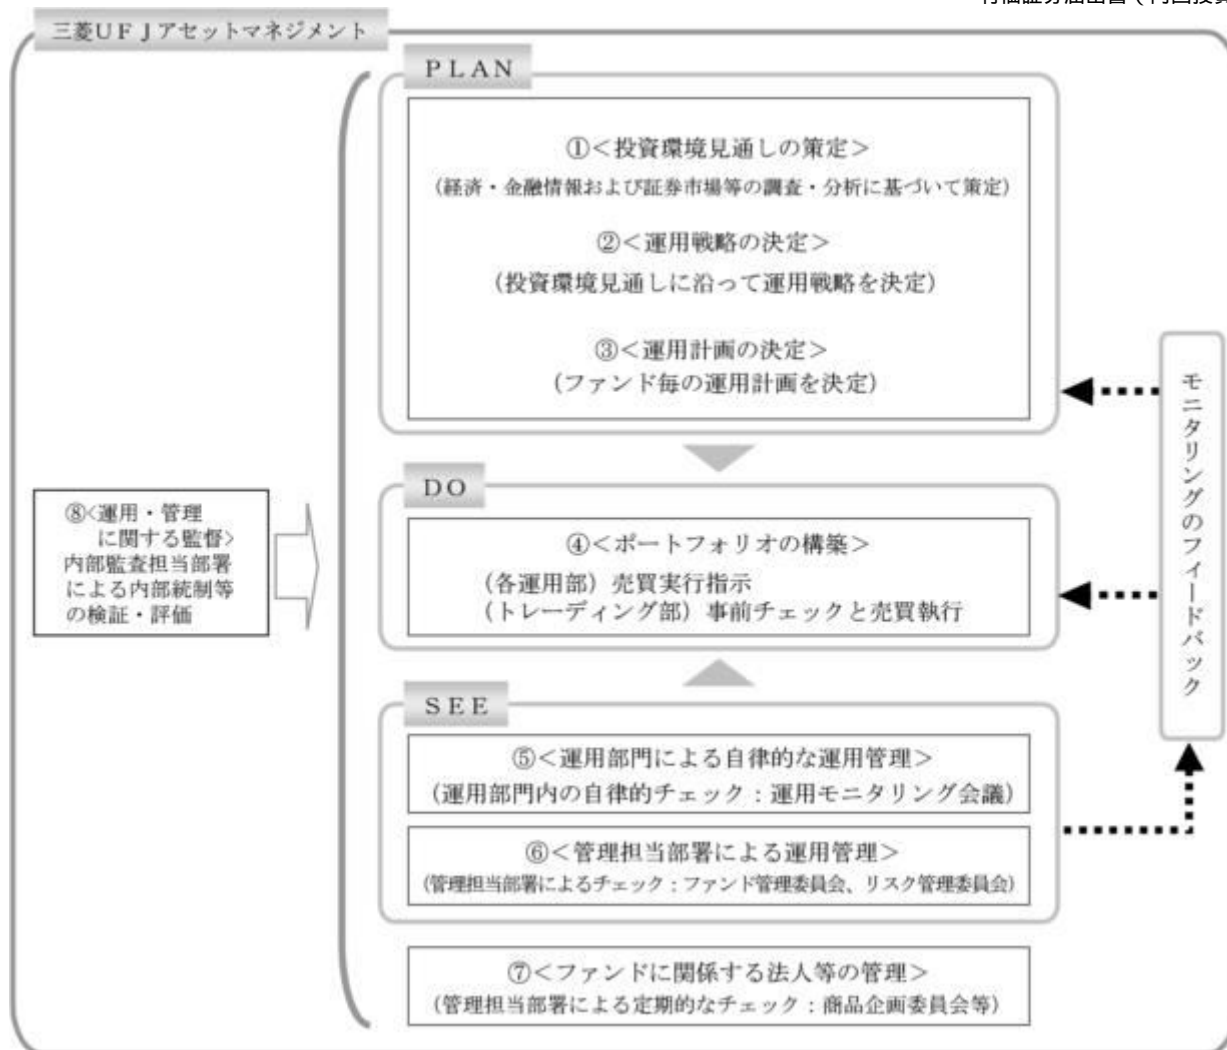 三菱ＵＦＪアセットマネジメント
ＰＬＡＮ
①＜投資環境見通しの策定＞
（経済・金融情報および証券市場等の調査・分析に基づいて策定）
②＜運用戦略の決定＞
（投資環境見通しに沿って運用戦略を決定）
③＜運用計画の決定＞
（ファンド毎の運用計画を決定）
ＤＯ
④＜ポートフォリオの構築＞
（各運用部）売買実行指示
（トレーディング部）事前チェックと売買執行
ＳＥＥ
⑤＜運用部門による自律的な運用管理＞
（運用部門内の自律的チェック：運用モニタリング会議）
⑥＜管理担当部署による運用管理＞
（管理担当部署によるチェック：ファンド管理委員会、リスク管理委員会）
⑦＜ファンドに関係する法人等の管理＞
（管理担当部署による定期的なチェック：商品企画委員会等）
⑧<運用・管理
に関する監督>
内部監査担当部署
による内部統制等
の検証・評価
モニタリングのフィードバック